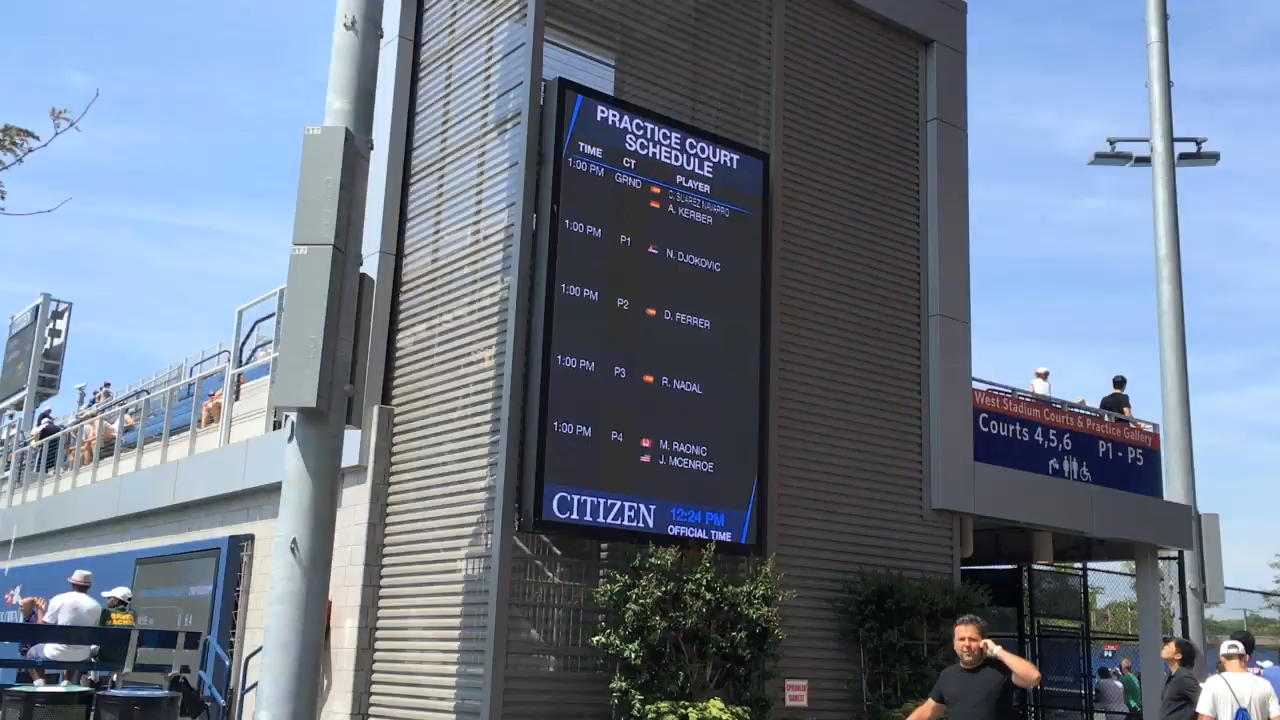 PRACTICE COURT
SCHEDULE
TIME CT PLAYER
1:00 PM GRND C. SUAREZ NAVARRO
A. KERBER
1:00 PM P1 N. DJOKOVIC
1:00 PM P2 D. FERRER
1:00 PM P3 R. NADAL
1:00 PM P4 M. RAONIC
J. MCENROE
CITIZEN 12:24 PM
OFFICIAL TIME
West Stadium Courts & Practice Gallery
Courts 4,5,6 P1 - P5